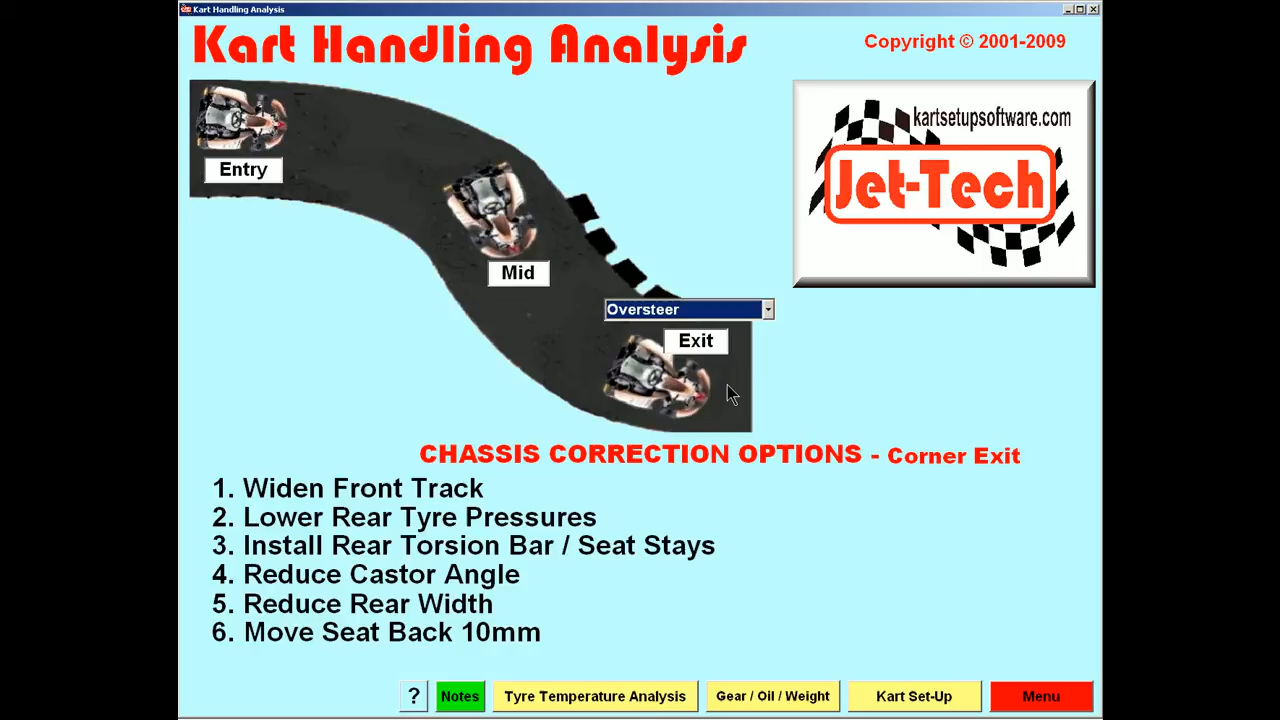 Kart Handling Analysis
Kart Handling Analysis
Copyright © 2001-2009
kartsetupsoftware.com
Jet-Tech
Entry
Mid
Oversteer
Exit
CHASSIS CORRECTION OPTIONS - Corner Exit
1. Widen Front Track
2. Lower Rear Tyre Pressures
3. Install Rear Torsion Bar / Seat Stays
4. Reduce Castor Angle
5. Reduce Rear Width
6. Move Seat Back 10mm
? Notes Tyre Temperature Analysis Gear / Oil / Weight Kart Set-Up Menu